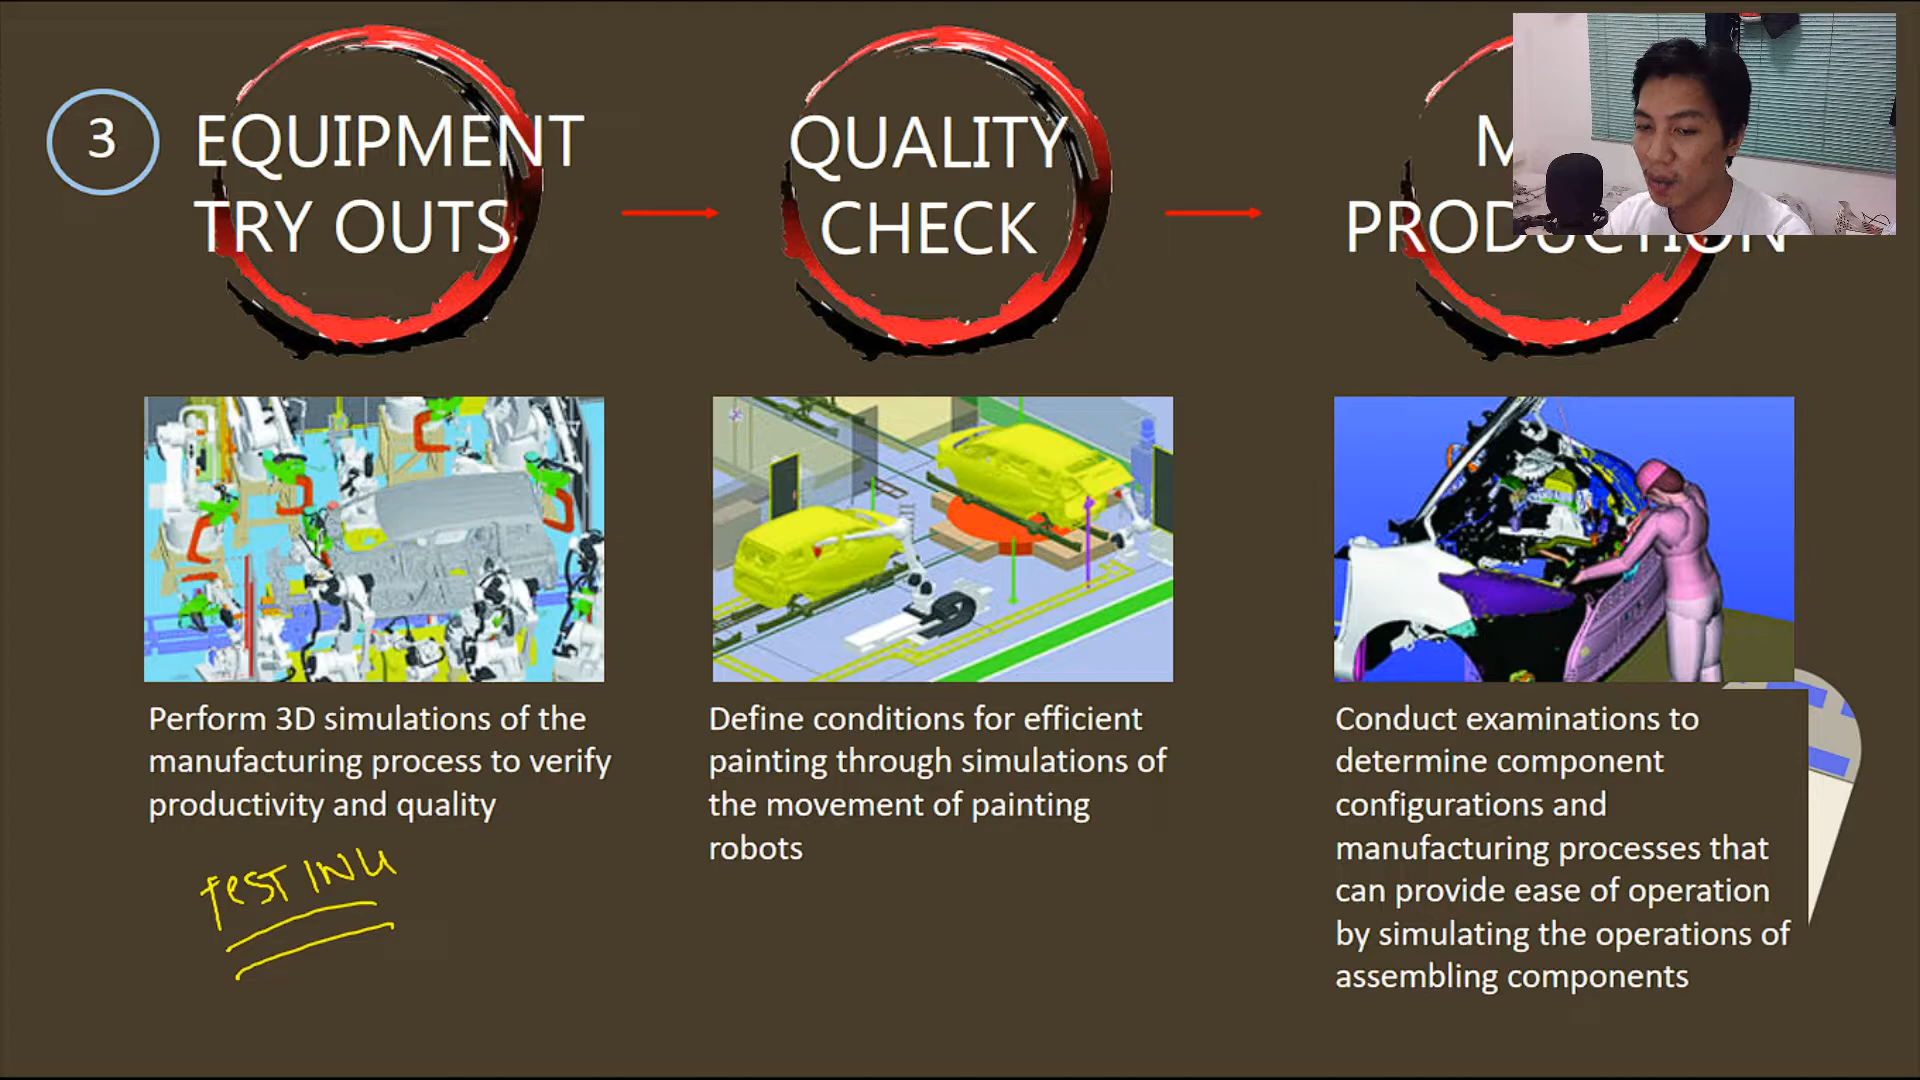 3
EQUIPMENT
TRY OUTS
QUALITY
CHECK
M
PRODUCTION
Perform 3D simulations of the
manufacturing process to verify
productivity and quality
TESTING
Define conditions for efficient
painting through simulations of
the movement of painting
robots
Conduct examinations to
determine component
configurations and
manufacturing processes that
can provide ease of operation
by simulating the operations of
assembling components